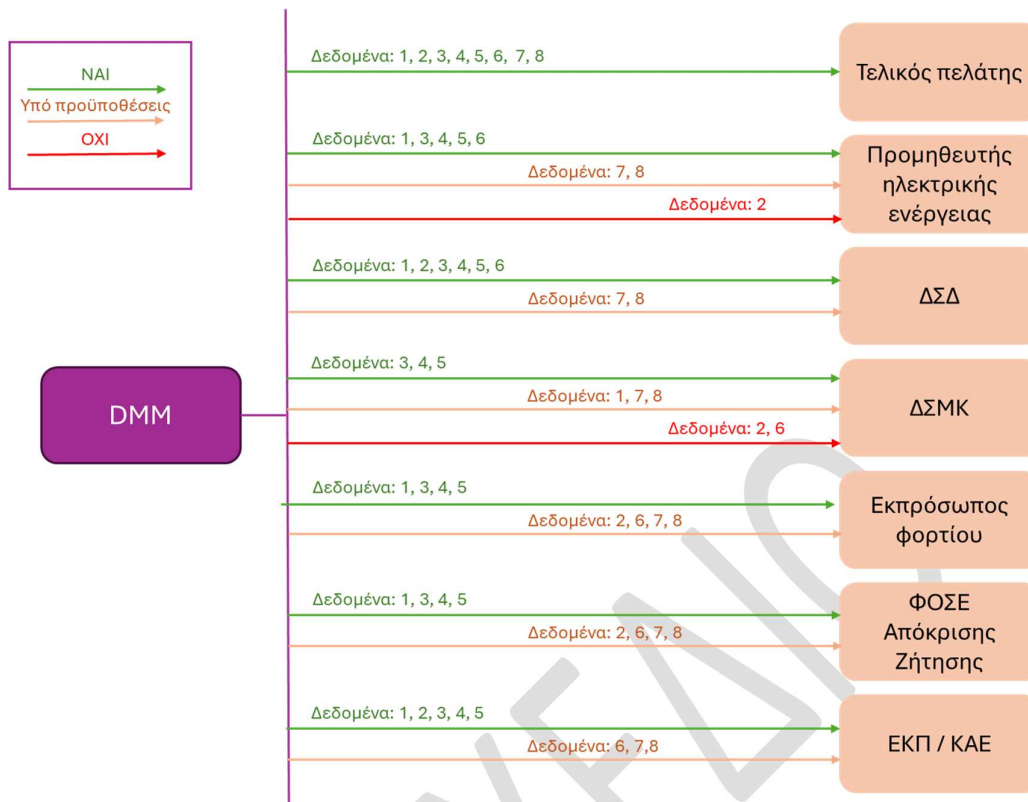 ΝΑΙ
Υπό προϋποθέσεις
ΟΧΙ
DMM
Δεδομένα: 1, 2, 3, 4, 5, 6, 7, 8
Τελικός πελάτης
Δεδομένα: 1, 3, 4, 5, 6
Δεδομένα: 7, 8
Δεδομένα: 2
Προμηθευτής
ηλεκτρικής
ενέργειας
Δεδομένα: 1, 2, 3, 4, 5, 6
Δεδομένα: 7, 8
ΔΣΔ
Δεδομένα: 3, 4, 5
Δεδομένα: 1, 7, 8
Δεδομένα: 2, 6
ΔΣΜΚ
Δεδομένα: 1, 3, 4, 5
Δεδομένα: 2, 6, 7, 8
Εκπρόσωπος
φορτίου
Δεδομένα: 1, 3, 4, 5
Δεδομένα: 2, 6, 7, 8
ΦΟΣΕ
Απόκρισης
Ζήτησης
Δεδομένα: 1, 2, 3, 4, 5
Δεδομένα: 6, 7,8
ΕΚΠ / ΚΑΕ